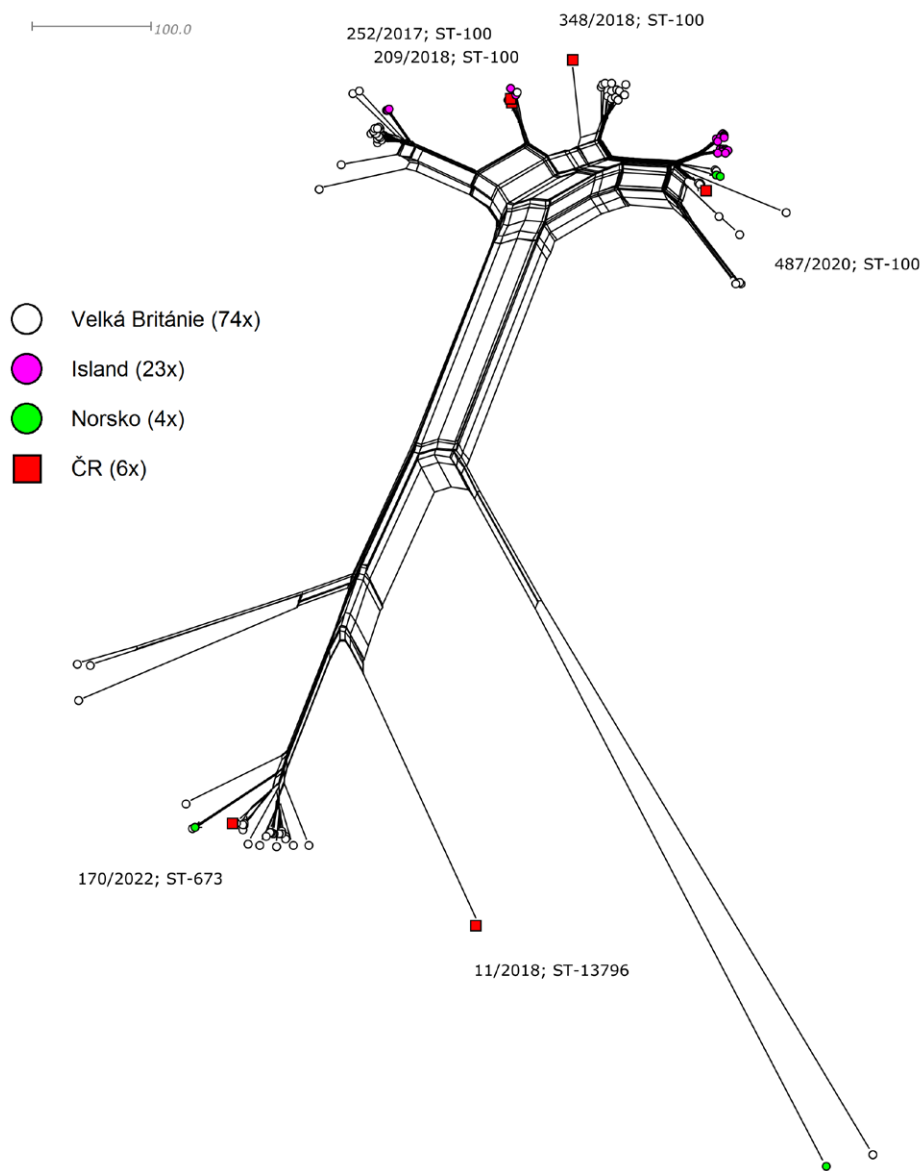 100.0
348/2018; ST-100
252/2017; ST-100
209/2018; ST-100
487/2020; ST-100
Velká Británie (74x)
Island (23x)
Norsko (4x)
ČR (6x)
170/2022; ST-673
11/2018; ST-13796